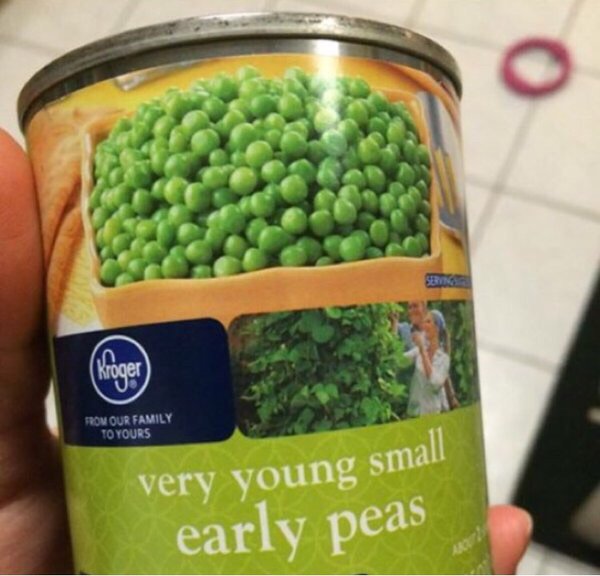 SERVING
Kroger
FROM OUR FAMILY
TO YOURS
very young small
early peas
ABOUT